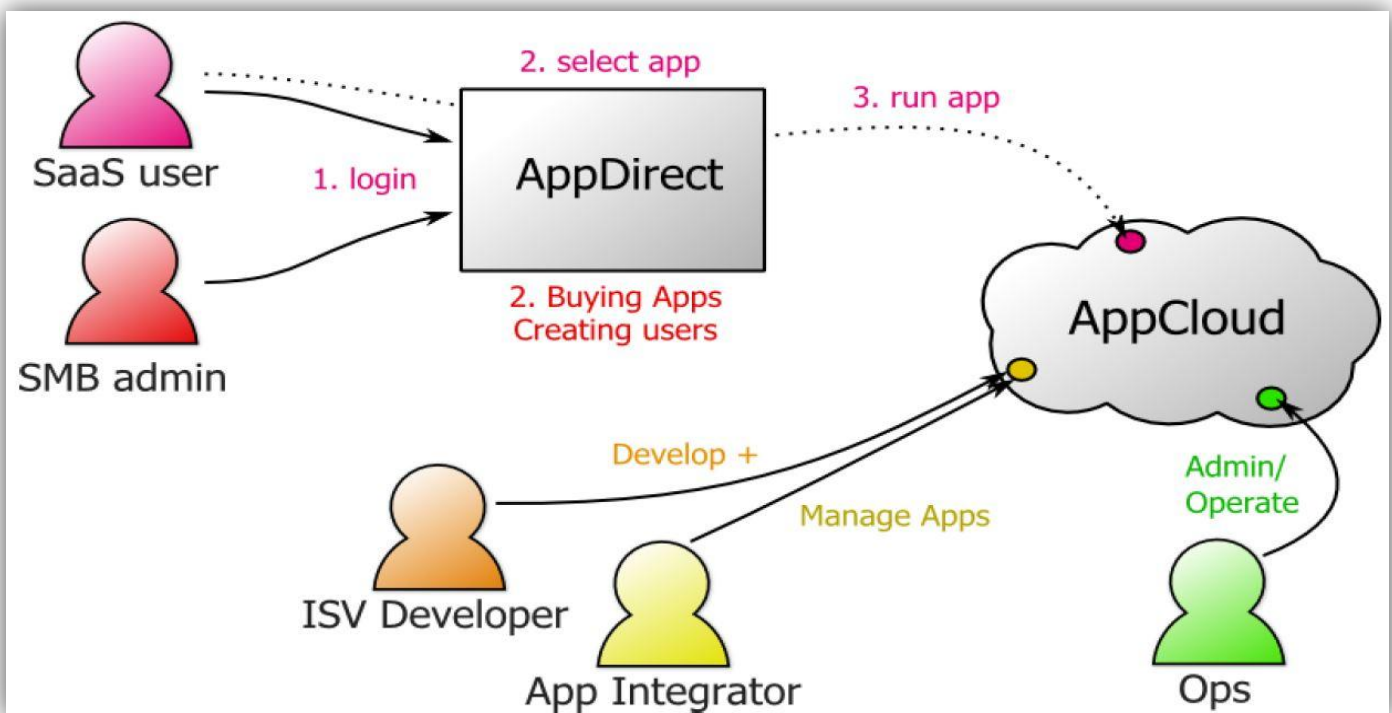 2. select app
3. run app
SaaS user
1. login
AppDirect
SMB admin
2. Buying Apps
Creating users
AppCloud
Develop +
Manage Apps
Admin/
Operate
ISV Developer
App Integrator
Ops